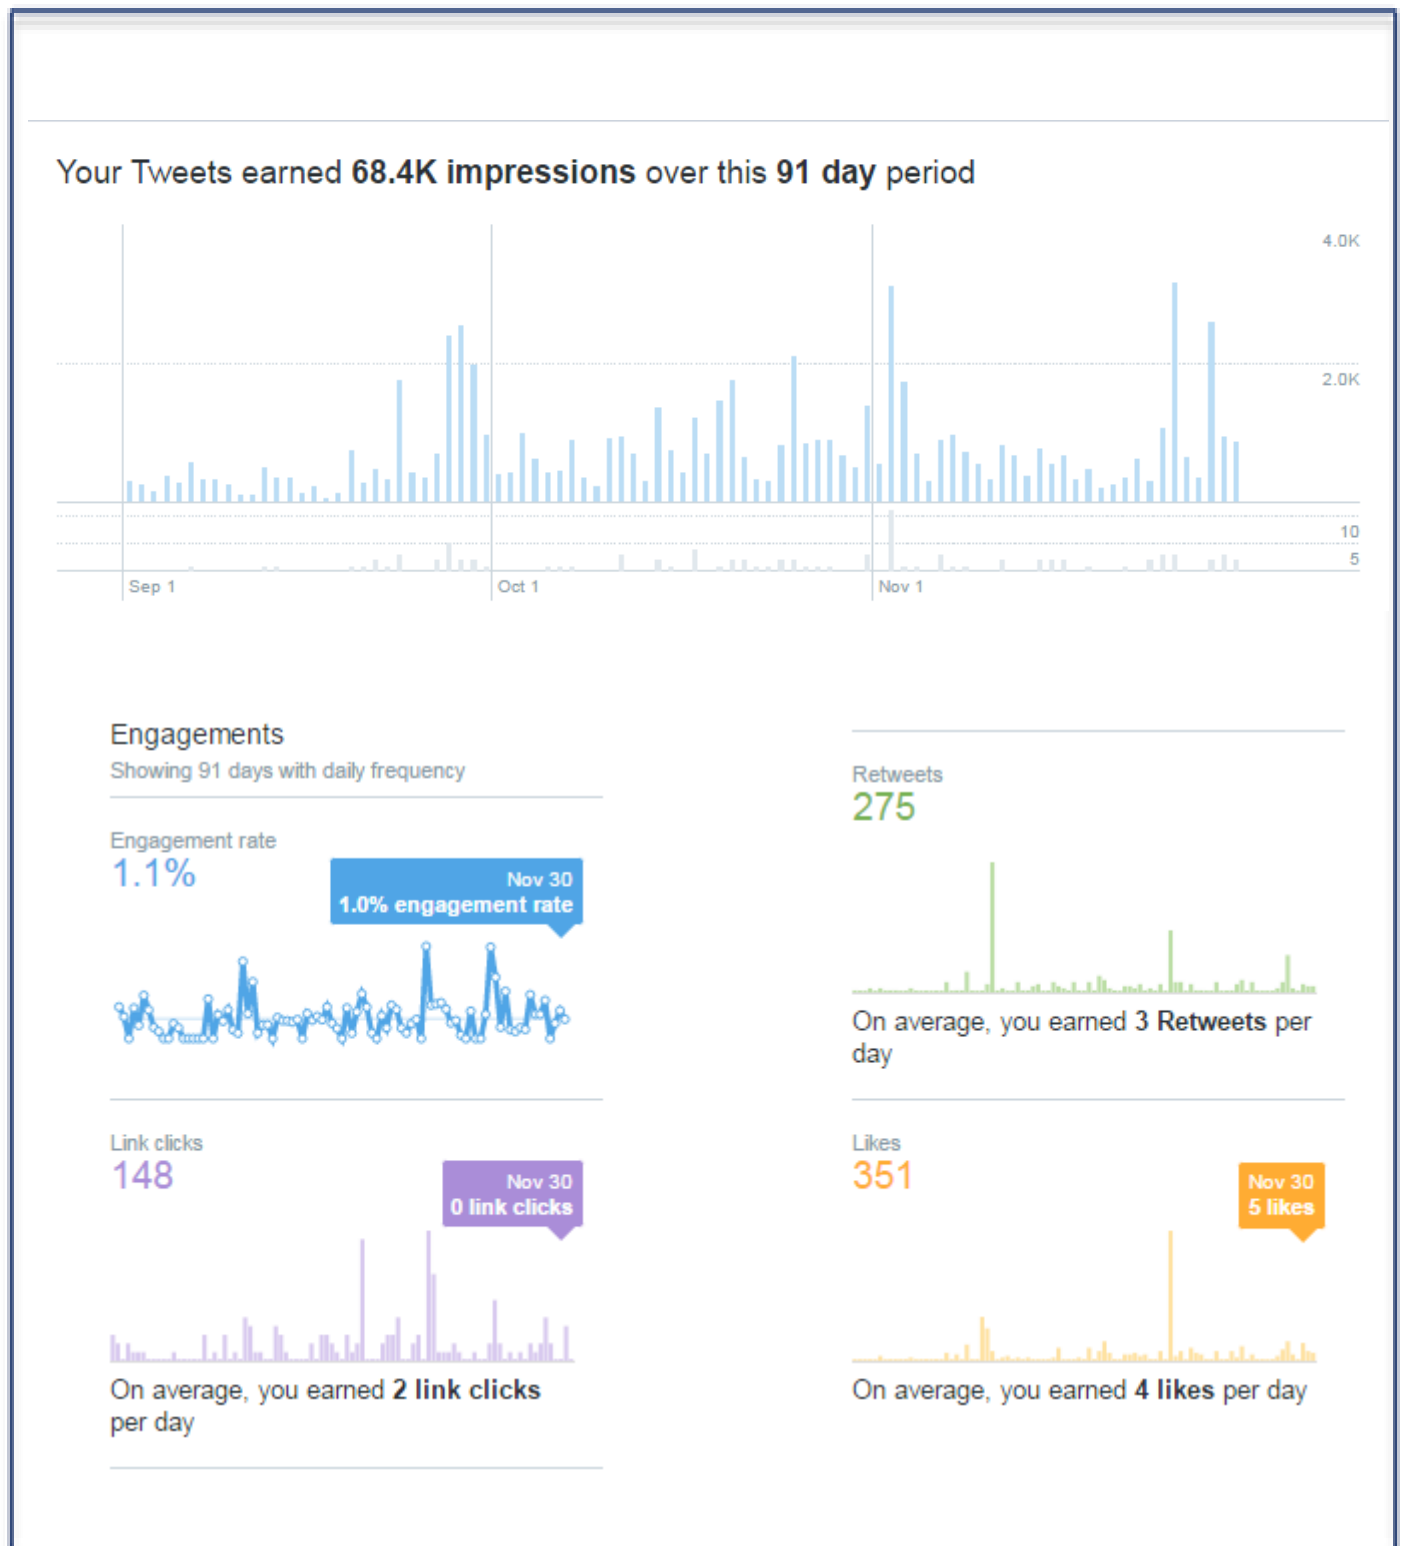 Your Tweets earned 68.4K impressions over this 91 day period
4.0K
2.0K
10
5
Sep 1
Oct 1
Nov 1
Engagements
Showing 91 days with daily frequency
Engagement rate
1.1%
Nov 30
1.0% engagement rate
Retweets
275
On average, you earned 3 Retweets per
day
Link clicks
148
Nov 30
0 link clicks
On average, you earned 2 link clicks
per day
Likes
351
Nov 30
5 likes
On average, you earned 4 likes per day